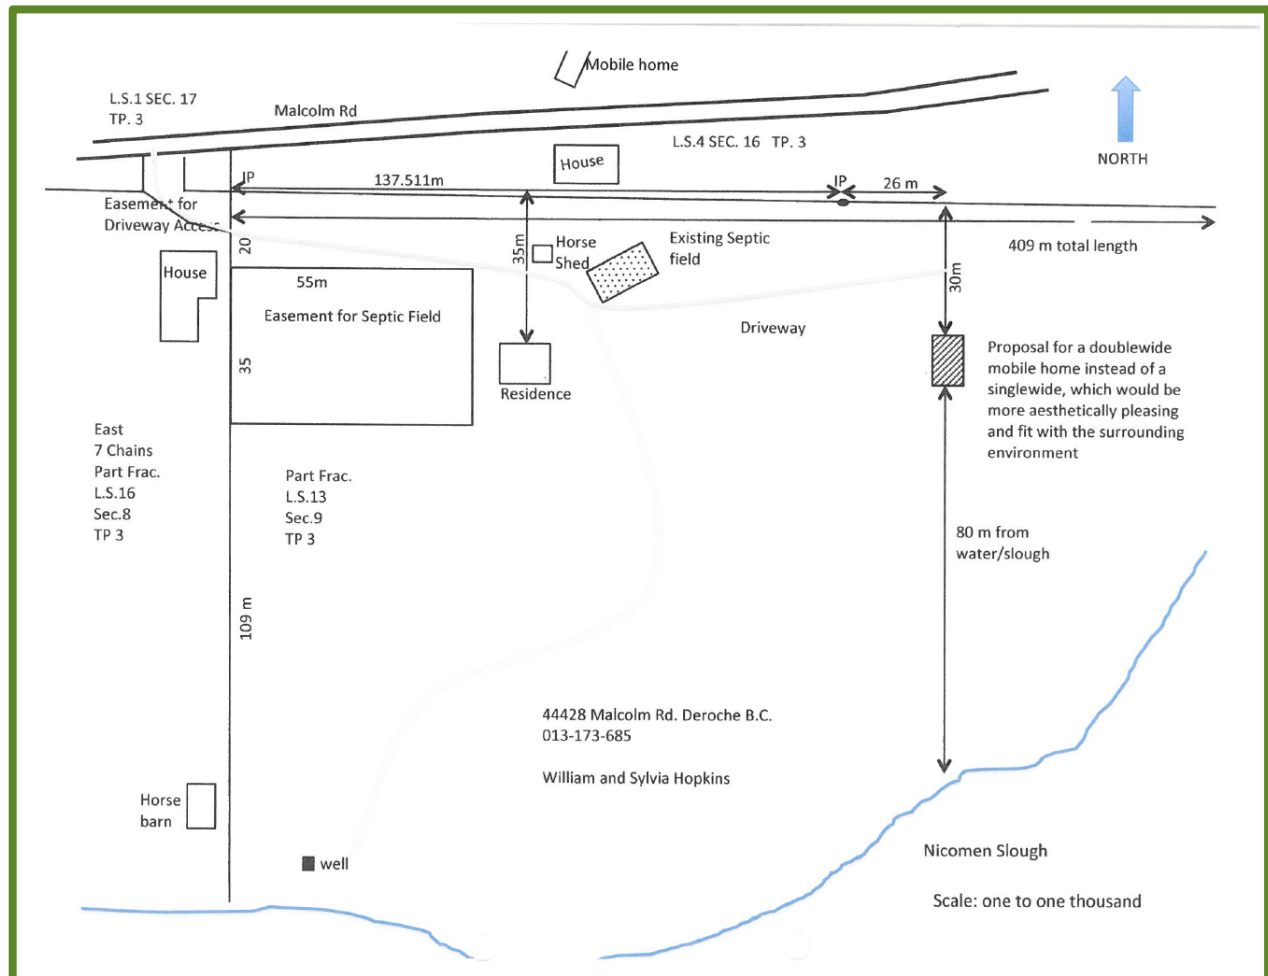 Mobile home
L.S.1 SEC. 17
TP. 3
Malcolm Rd
L.S.4 SEC. 16 TP. 3
NORTH
House
IP
137.511m
IP
26 m
Easement for
Driveway Access
20
35m
Horse
Shed
Existing Septic
field
409 m total length
House
55m
30m
Easement for Septic Field
Driveway
35
Residence
Proposal for a doublewide
mobile home instead of a
singlewide, which would be
more aesthetically pleasing
and fit with the surrounding
environment
East
7 Chains
Part Frac.
L.S.16
Sec.8
TP 3
Part Frac.
L.S.13
Sec.9
TP 3
80 m from
water/slough
109 m
44428 Malcolm Rd. Deroche B.C.
013-173-685
William and Sylvia Hopkins
Horse
barn
well
Nicomen Slough
Scale: one to one thousand